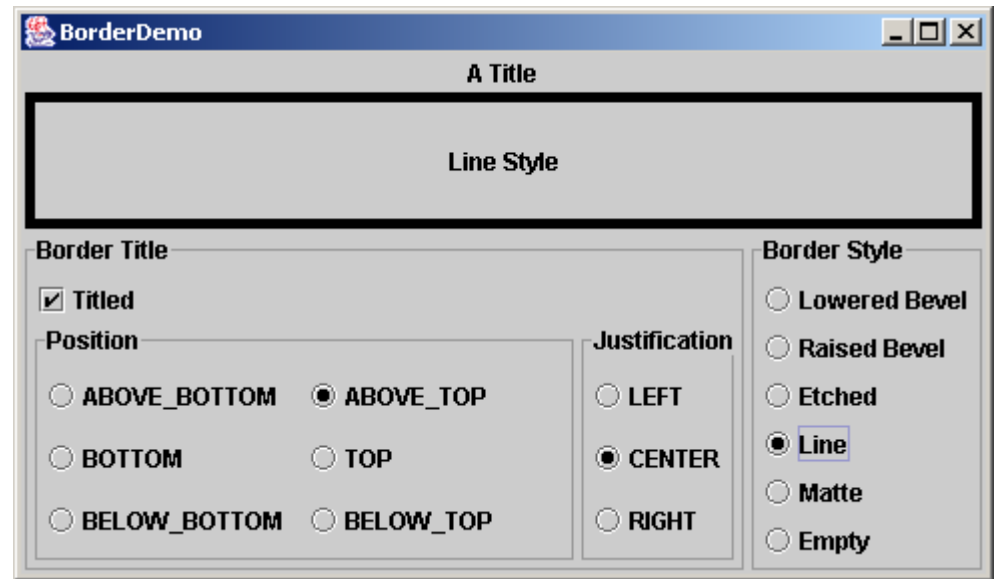 BorderDemo
A Title
Line Style
Border Title
Titled
Position
ABOVE_BOTTOM
ABOVE_TOP
BOTTOM
TOP
BELOW_BOTTOM
BELOW_TOP
Justification
LEFT
CENTER
RIGHT
Border Style
Lowered Bevel
Raised Bevel
Etched
Line
Matte
Empty